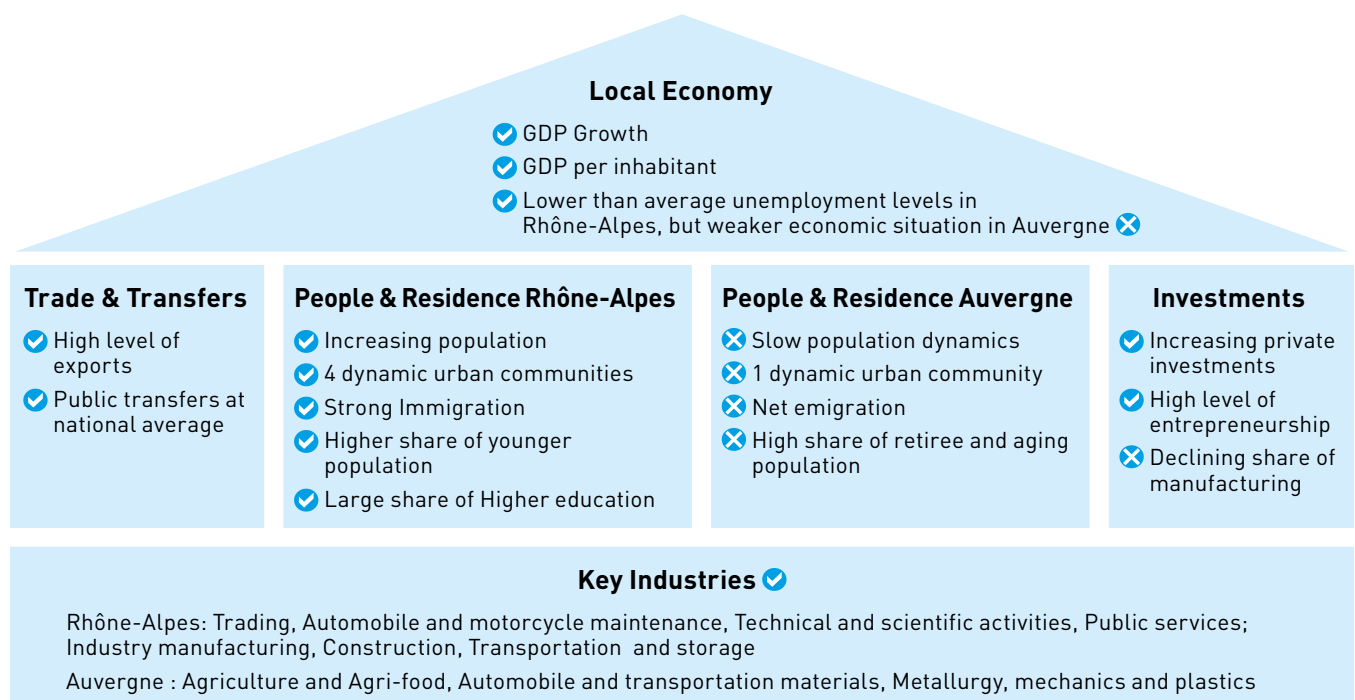 Local Economy
GDP Growth
GDP per inhabitant
Lower than average unemployment levels in
Rhône-Alpes, but weaker economic situation in Auvergne
Trade & Transfers
High level of
exports
Public transfers at
national average
People & Residence Rhône-Alpes
Increasing population
4 dynamic urban communities
Strong Immigration
Higher share of younger
population
Large share of Higher education
People & Residence Auvergne
Slow population dynamics
1 dynamic urban community
Net emigration
High share of retiree and aging
population
Investments
Increasing private
investments
High level of
entrepreneurship
Declining share of
manufacturing
Key Industries
Rhône-Alpes: Trading, Automobile and motorcycle maintenance, Technical and scientific activities, Public services;
Industry manufacturing, Construction, Transportation and storage
Auvergne : Agriculture and Agri-food, Automobile and transportation materials, Metallurgy, mechanics and plastics